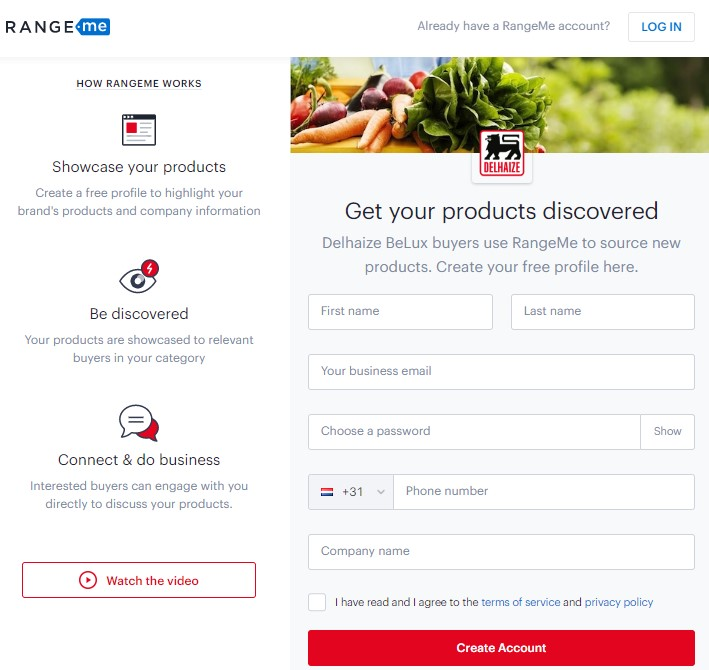 RANGE me
Already have a RangeMe account?
LOG IN
HOW RANGEME WORKS
Showcase your products
Create a free profile to highlight your
brand's products and company information
Be discovered
Your products are showcased to relevant
buyers in your category
Connect & do business
Interested buyers can engage with you
directly to discuss your products.
Watch the video
DELHAIZE
Get your products discovered
Delhaize BeLux buyers use RangeMe to source new
products. Create your free profile here.
First name
Last name
Your business email
Choose a password
Show
+31
Phone number
Company name
I have read and I agree to the terms of service and privacy policy
Create Account